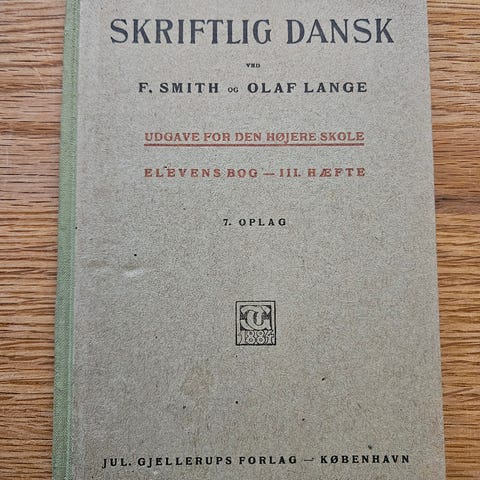 SKRIFTLIG DANSK
VED
F. SMITH OG OLAF LANGE
UDGAVE FOR DEN HØJERE SKOLE
ELEVENS BOG — III. HÆFTE
7. OPLAG
1884
JUL. GJELLERUPS FORLAG — KØBENHAVN